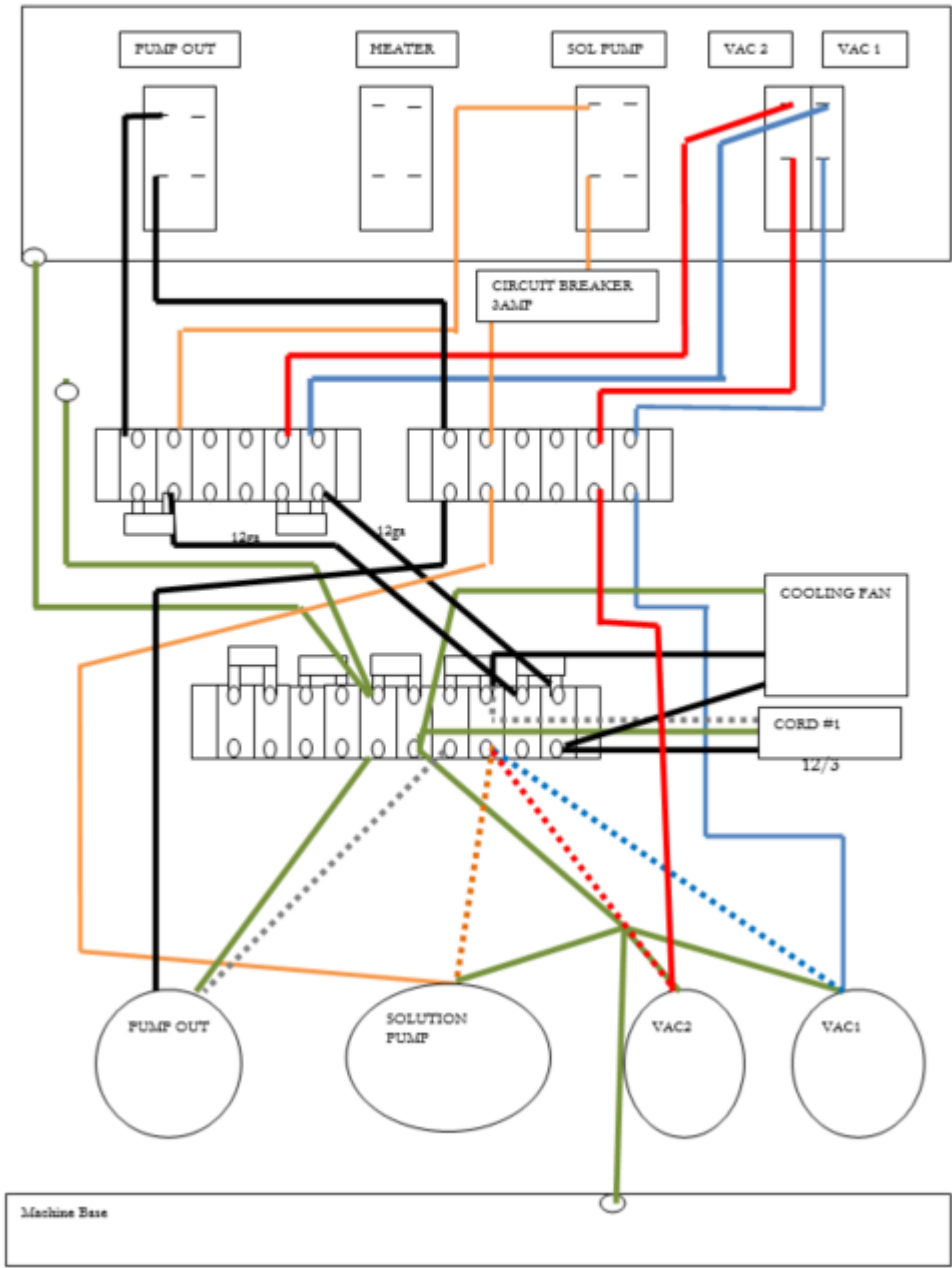 PUMP OUT
HEATER
SOL PUMP
VAC 2
VAC 1
CIRCUIT BREAKER
3AMP
12ga
12ga
COOLING FAN
CORD #1
12/3
PUMP OUT
SOLUTION
PUMP
VAC2
VAC1
Machine Base